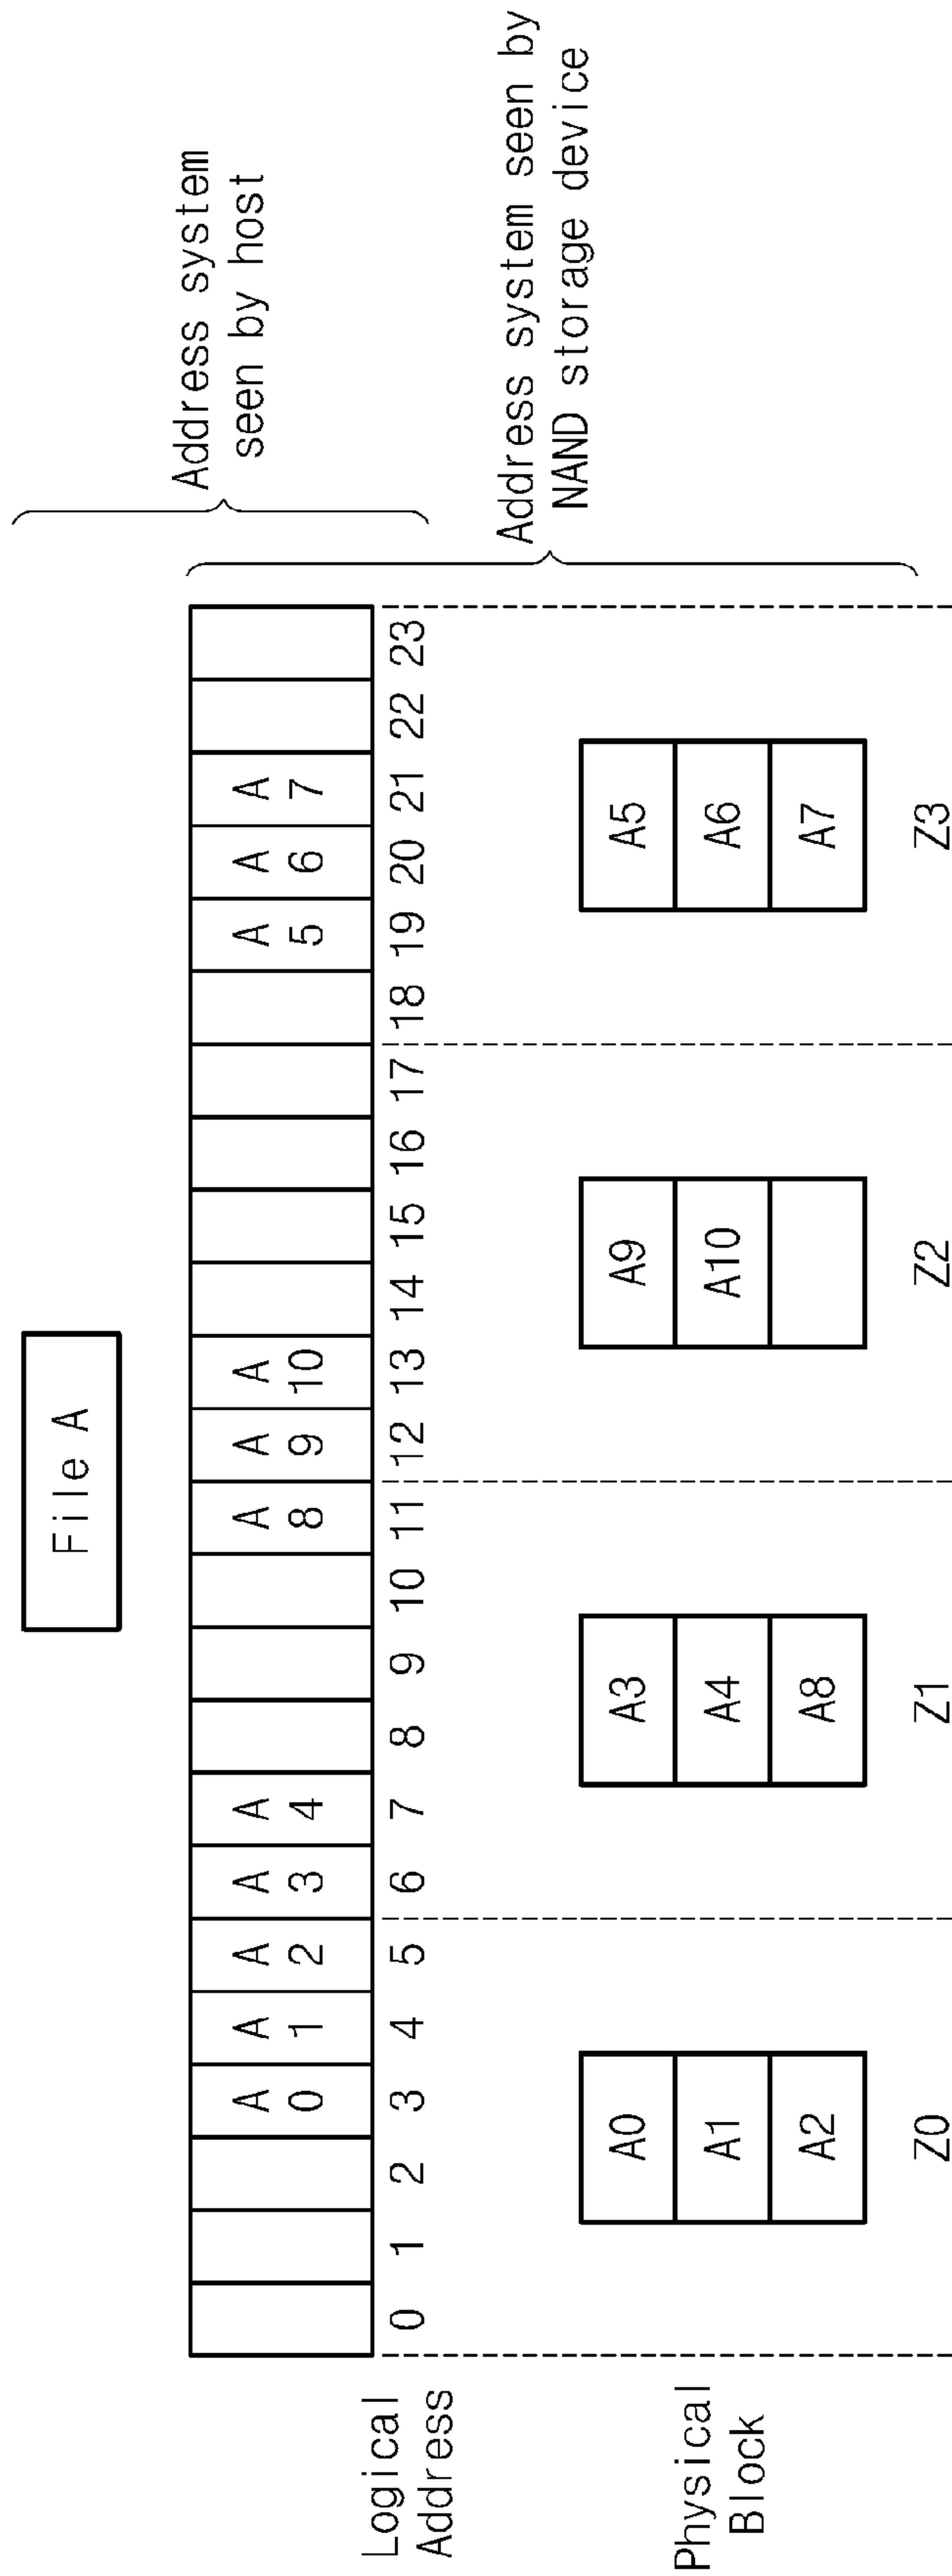 File A
Address system
seen by host
A A A A A A A A A A A
0 1 2 3 4 8 9 10 5 6 7
Logical
Address
0 1 2 3 4 5 6 7 8 9 10 11 12 13 14 15 16 17 18 19 20 21 22 23
Address system seen by
NAND storage device
Physical
Block
A0 A3 A9 A5
A1 A4 A10 A6
A2 A8 A7
Z0 Z1 Z2 Z3